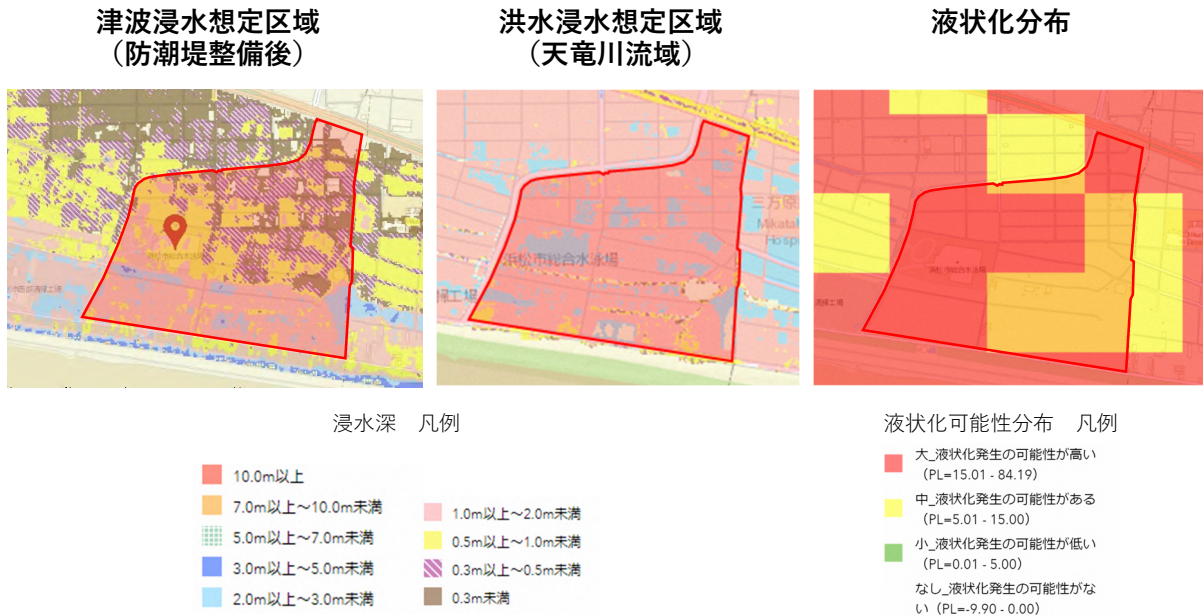 津波浸水想定区域
（防潮堤整備後）
洪水浸水想定区域
（天竜川流域）
液状化分布
浜松市総合水泳場
三方原
Mikata
Hosp
浜松市総合水泳場
掃工場
浜松市総合水泳場
清掃工場
浸水深　凡例
10.0m以上
7.0m以上～10.0m未満
5.0m以上～7.0m未満
3.0m以上～5.0m未満
2.0m以上～3.0m未満
1.0m以上～2.0m未満
0.5m以上～1.0m未満
0.3m以上～0.5m未満
0.3m未満
液状化可能性分布　凡例
大_液状化発生の可能性が高い
（PL=15.01 - 84.19）
中_液状化発生の可能性がある
（PL=5.01 - 15.00）
小_液状化発生の可能性が低い
（PL=0.01 - 5.00）
なし_液状化発生の可能性がな
い（PL=-9.90 - 0.00）